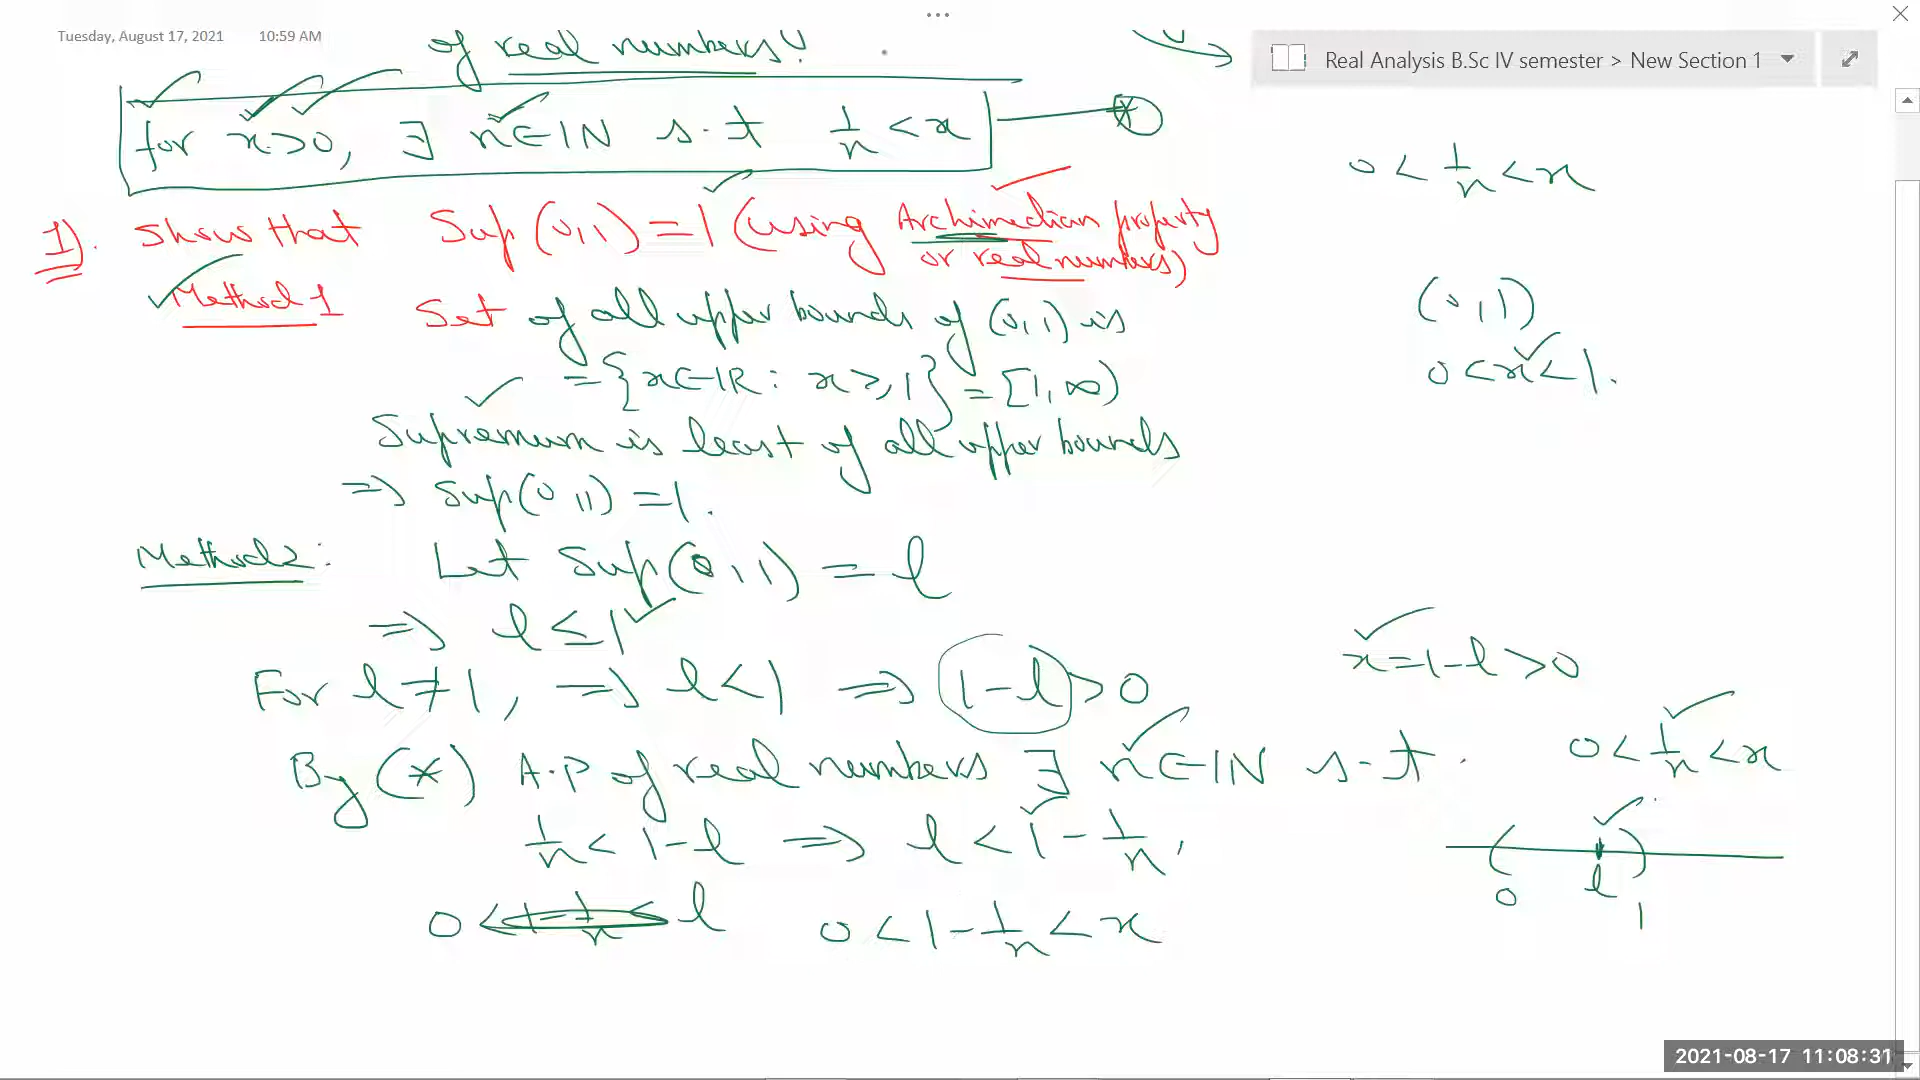 Tuesday, August 17, 2021 10:59 AM
Real Analysis B.Sc IV semester > New Section 1
of real numbers:
for x>0, ∃ n∈IN s.t 1/n < x — (*)
0 < 1/n < x
1). Show that Sup(0,1) = 1 (using Archimedian property
or real numbers)
Method 1 Set of all upper bounds of (0,1) is
(0,1)
= {x∈IR : x ≥ 1} = [1, ∞)
0 < x < 1.
Supremum is least of all upper bounds
=> Sup(0,1) = 1.
Method 2: Let Sup(0,1) = l
=> l ≤ 1
x = 1-l > 0
For l ≠ 1, => l < 1 => 1-l > 0
By (*) A.P of real numbers ∃ n∈IN s.t.
0 < 1/n < x
1/n < 1-l => l < 1 - 1/n,
0 l 1
0 < 1 - 1/n < l 0 < 1 - 1/n < x
2021-08-17 11:08:31